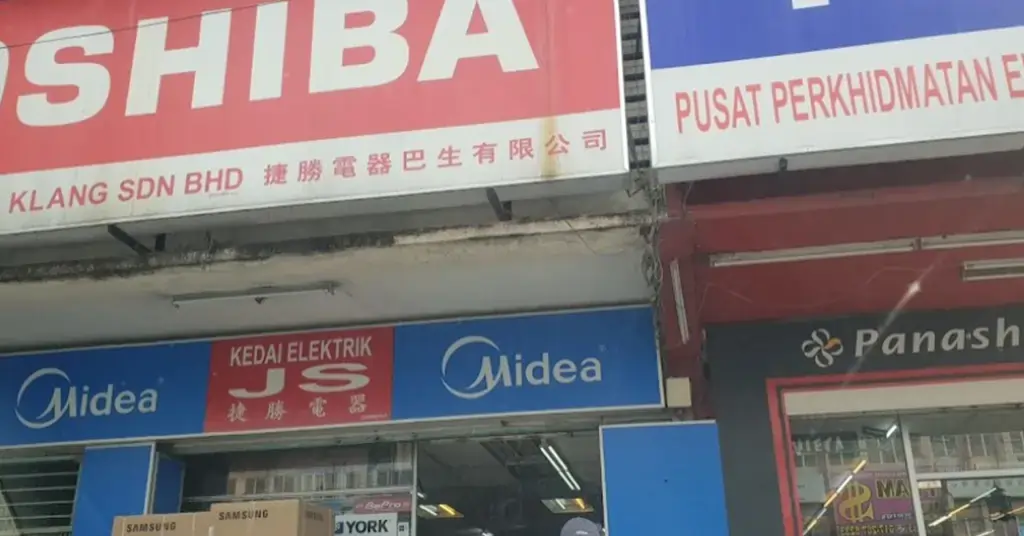 OSHIBA
KLANG SDN BHD 捷勝電器巴生有限公司
PUSAT PERKHIDMATAN E
Midea
KEDAI ELEKTRIK
JS
捷勝電器
Midea
Panash
SAMSUNG
SAMSUNG
YORK
MA